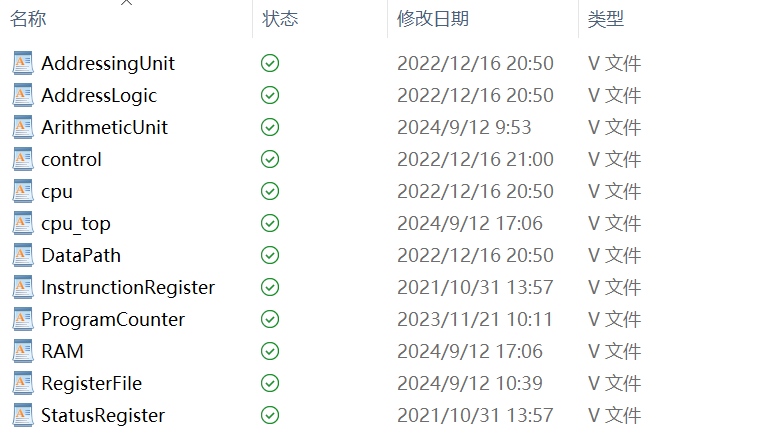 名称 状态 修改日期 类型
AddressingUnit 2022/12/16 20:50 V 文件
AddressLogic 2022/12/16 20:50 V 文件
ArithmeticUnit 2024/9/12 9:53 V 文件
control 2022/12/16 21:00 V 文件
cpu 2022/12/16 20:50 V 文件
cpu_top 2024/9/12 17:06 V 文件
DataPath 2022/12/16 20:50 V 文件
InstrunctionRegister 2021/10/31 13:57 V 文件
ProgramCounter 2023/11/21 10:11 V 文件
RAM 2024/9/12 17:06 V 文件
RegisterFile 2024/9/12 10:39 V 文件
StatusRegister 2021/10/31 13:57 V 文件